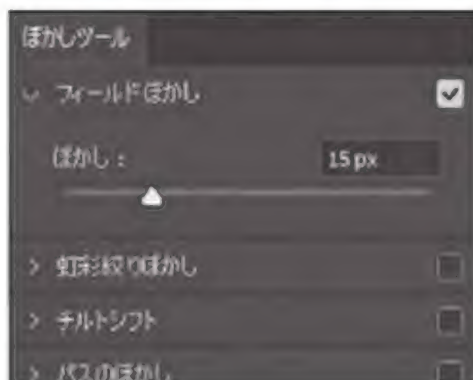 ぼかしツール
フィールドぼかし
ぼかし： 15 px
虹彩絞りぼかし
チルトシフト
パスのぼかし